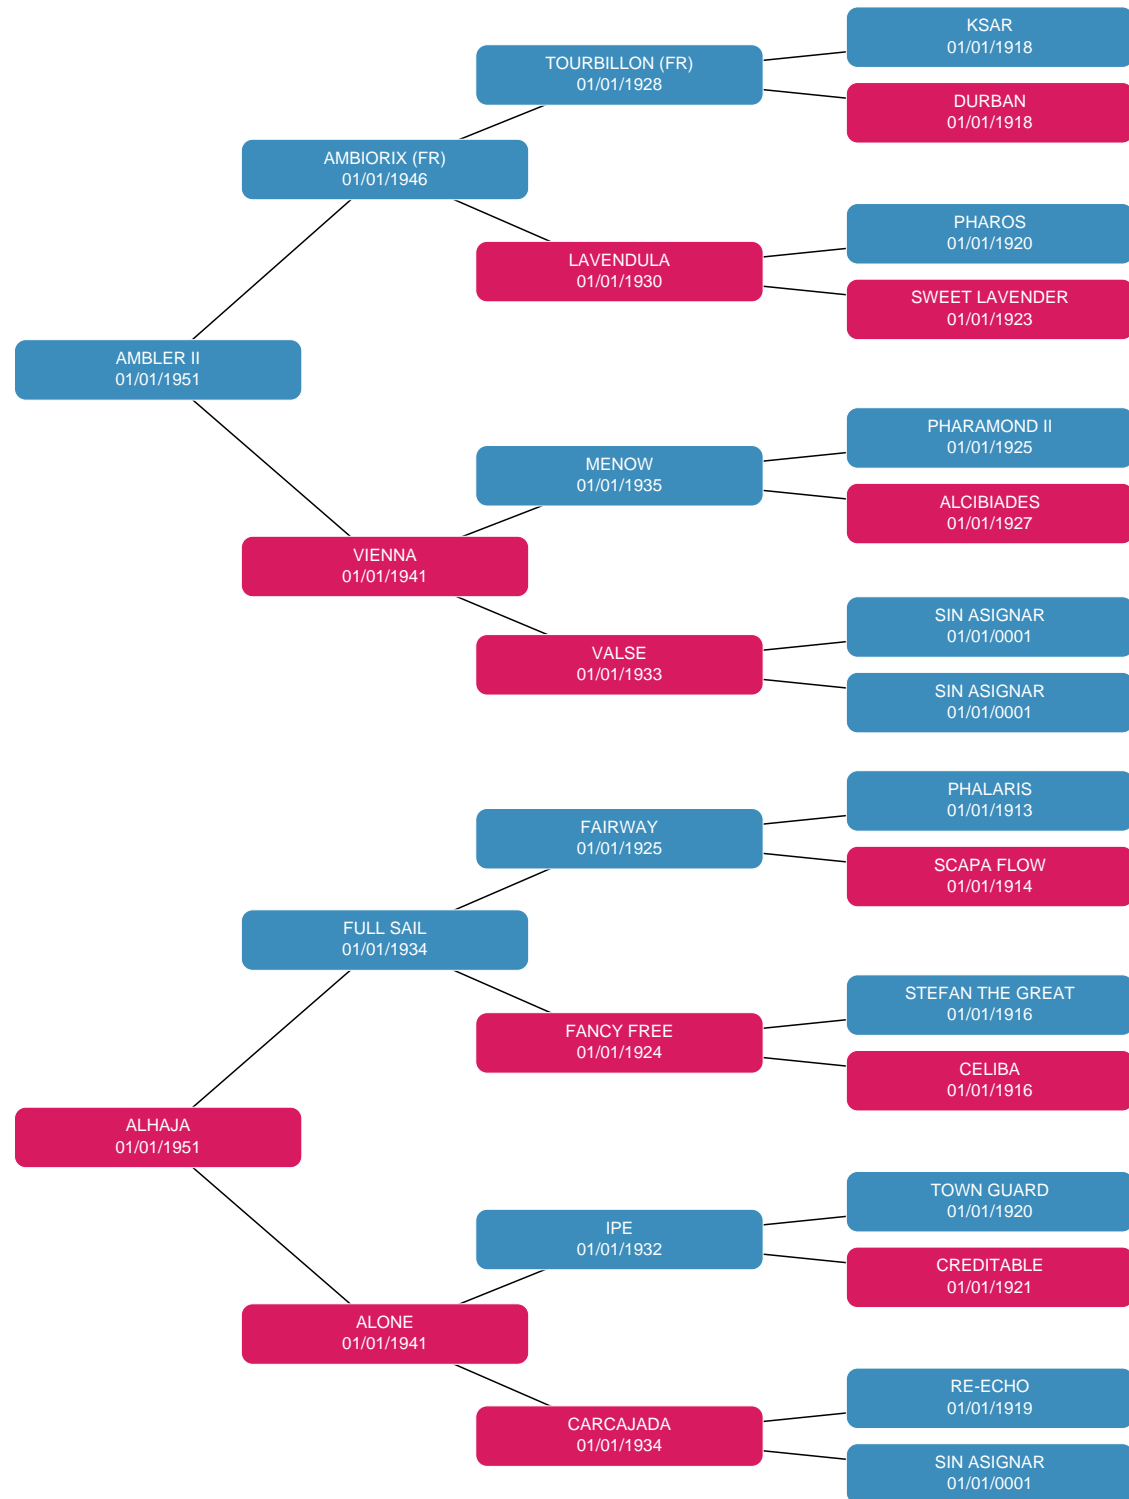 KSAR
01/01/1918
TOURBILLON (FR)
01/01/1928
DURBAN
01/01/1918
AMBIORIX (FR)
01/01/1946
PHAROS
01/01/1920
LAVENDULA
01/01/1930
SWEET LAVENDER
01/01/1923
AMBLER II
01/01/1951
PHARAMOND II
01/01/1925
MENOW
01/01/1935
ALCIBIADES
01/01/1927
VIENNA
01/01/1941
SIN ASIGNAR
01/01/0001
VALSE
01/01/1933
SIN ASIGNAR
01/01/0001
PHALARIS
01/01/1913
FAIRWAY
01/01/1925
SCAPA FLOW
01/01/1914
FULL SAIL
01/01/1934
STEFAN THE GREAT
01/01/1916
FANCY FREE
01/01/1924
CELIBA
01/01/1916
ALHAJA
01/01/1951
TOWN GUARD
01/01/1920
IPE
01/01/1932
CREDITABLE
01/01/1921
ALONE
01/01/1941
RE-ECHO
01/01/1919
CARCAJADA
01/01/1934
SIN ASIGNAR
01/01/0001